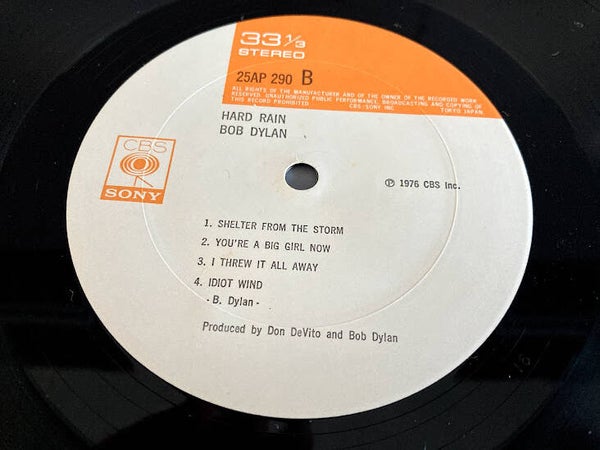 33 1/3
STEREO
25AP 290 B
ALL RIGHTS OF THE MANUFACTURER AND OF THE OWNER OF THE RECORDED WORK
RESERVED. UNAUTHORIZED PUBLIC PERFORMANCE, BROADCASTING AND COPYING OF
THIS RECORD PROHIBITED CBS·SONY INC. TOKYO JAPAN
HARD RAIN
BOB DYLAN
CBS
SONY
Ⓟ 1976 CBS Inc.
1. SHELTER FROM THE STORM
2. YOU'RE A BIG GIRL NOW
3. I THREW IT ALL AWAY
4. IDIOT WIND
- B. Dylan -
Produced by Don DeVito and Bob Dylan